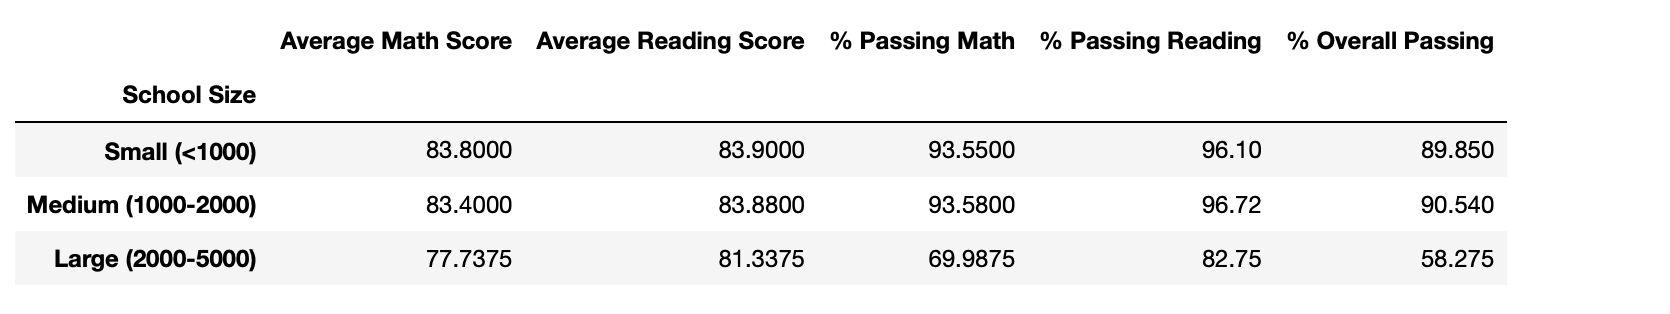 Average Math Score Average Reading Score % Passing Math % Passing Reading % Overall Passing
School Size
Small (<1000) 83.8000 83.9000 93.5500 96.10 89.850
Medium (1000-2000) 83.4000 83.8800 93.5800 96.72 90.540
Large (2000-5000) 77.7375 81.3375 69.9875 82.75 58.275